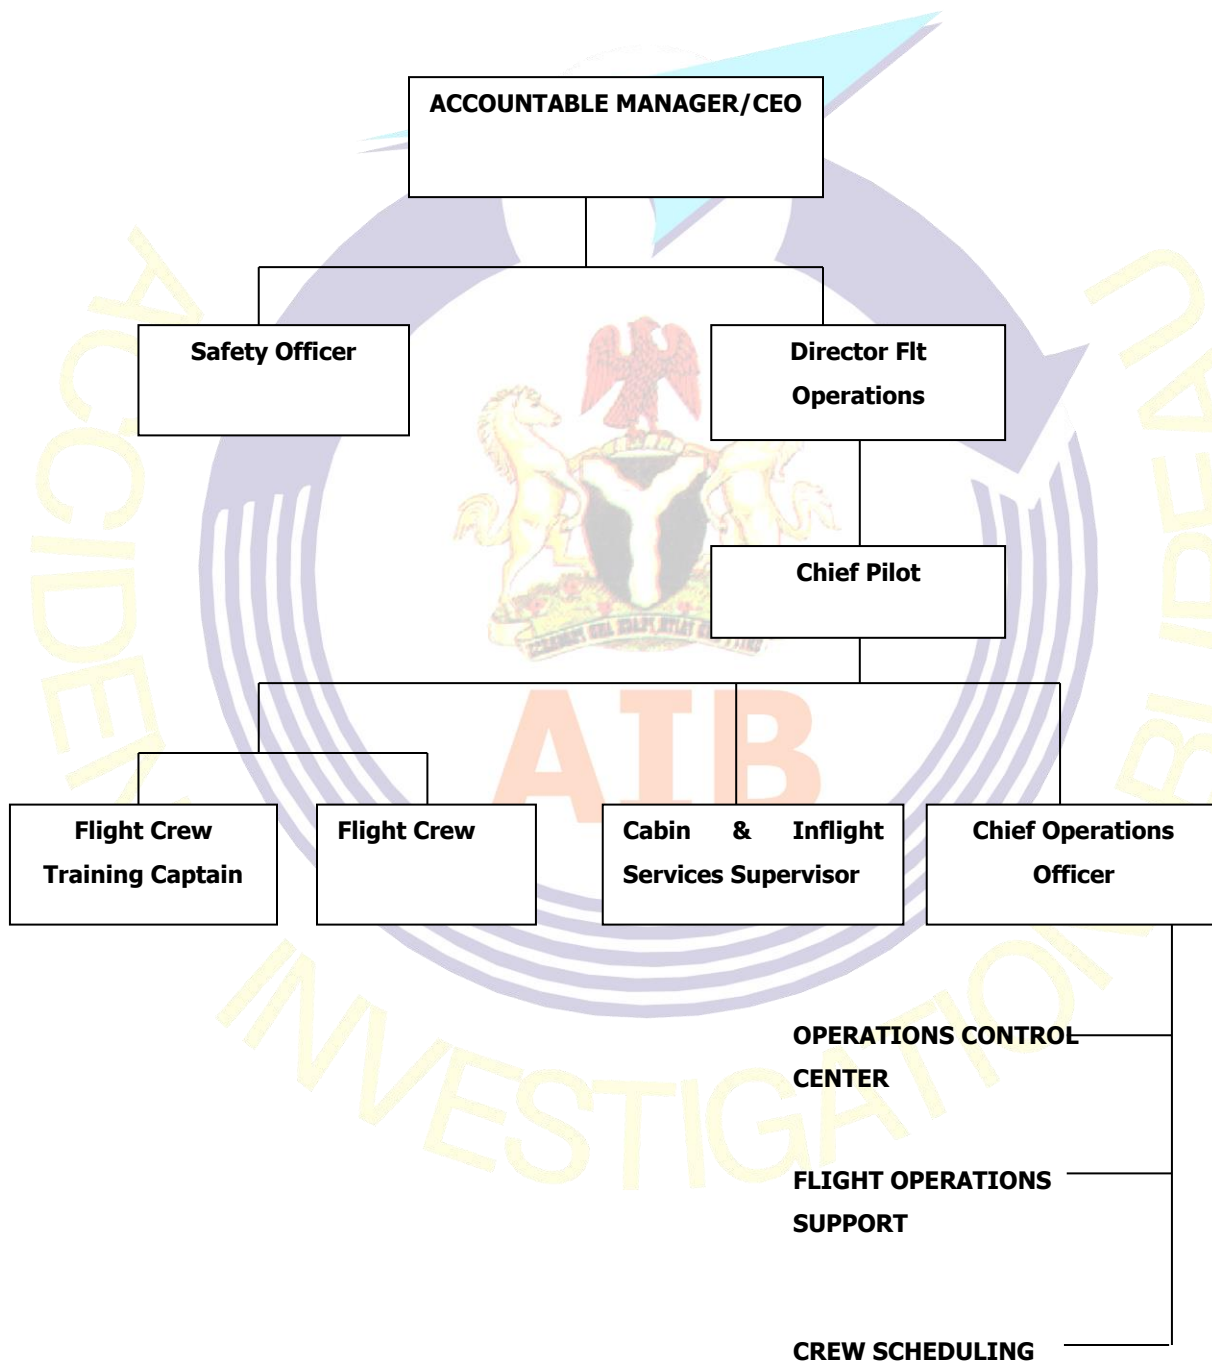 ACCOUNTABLE MANAGER/CEO
Safety Officer
Director Flt
Operations
Chief Pilot
Flight Crew
Training Captain
Flight Crew
Cabin & Inflight
Services Supervisor
Chief Operations
Officer
OPERATIONS CONTROL
CENTER
FLIGHT OPERATIONS
SUPPORT
CREW SCHEDULING
AIB
ACCIDENT INVESTIGATION BUREAU